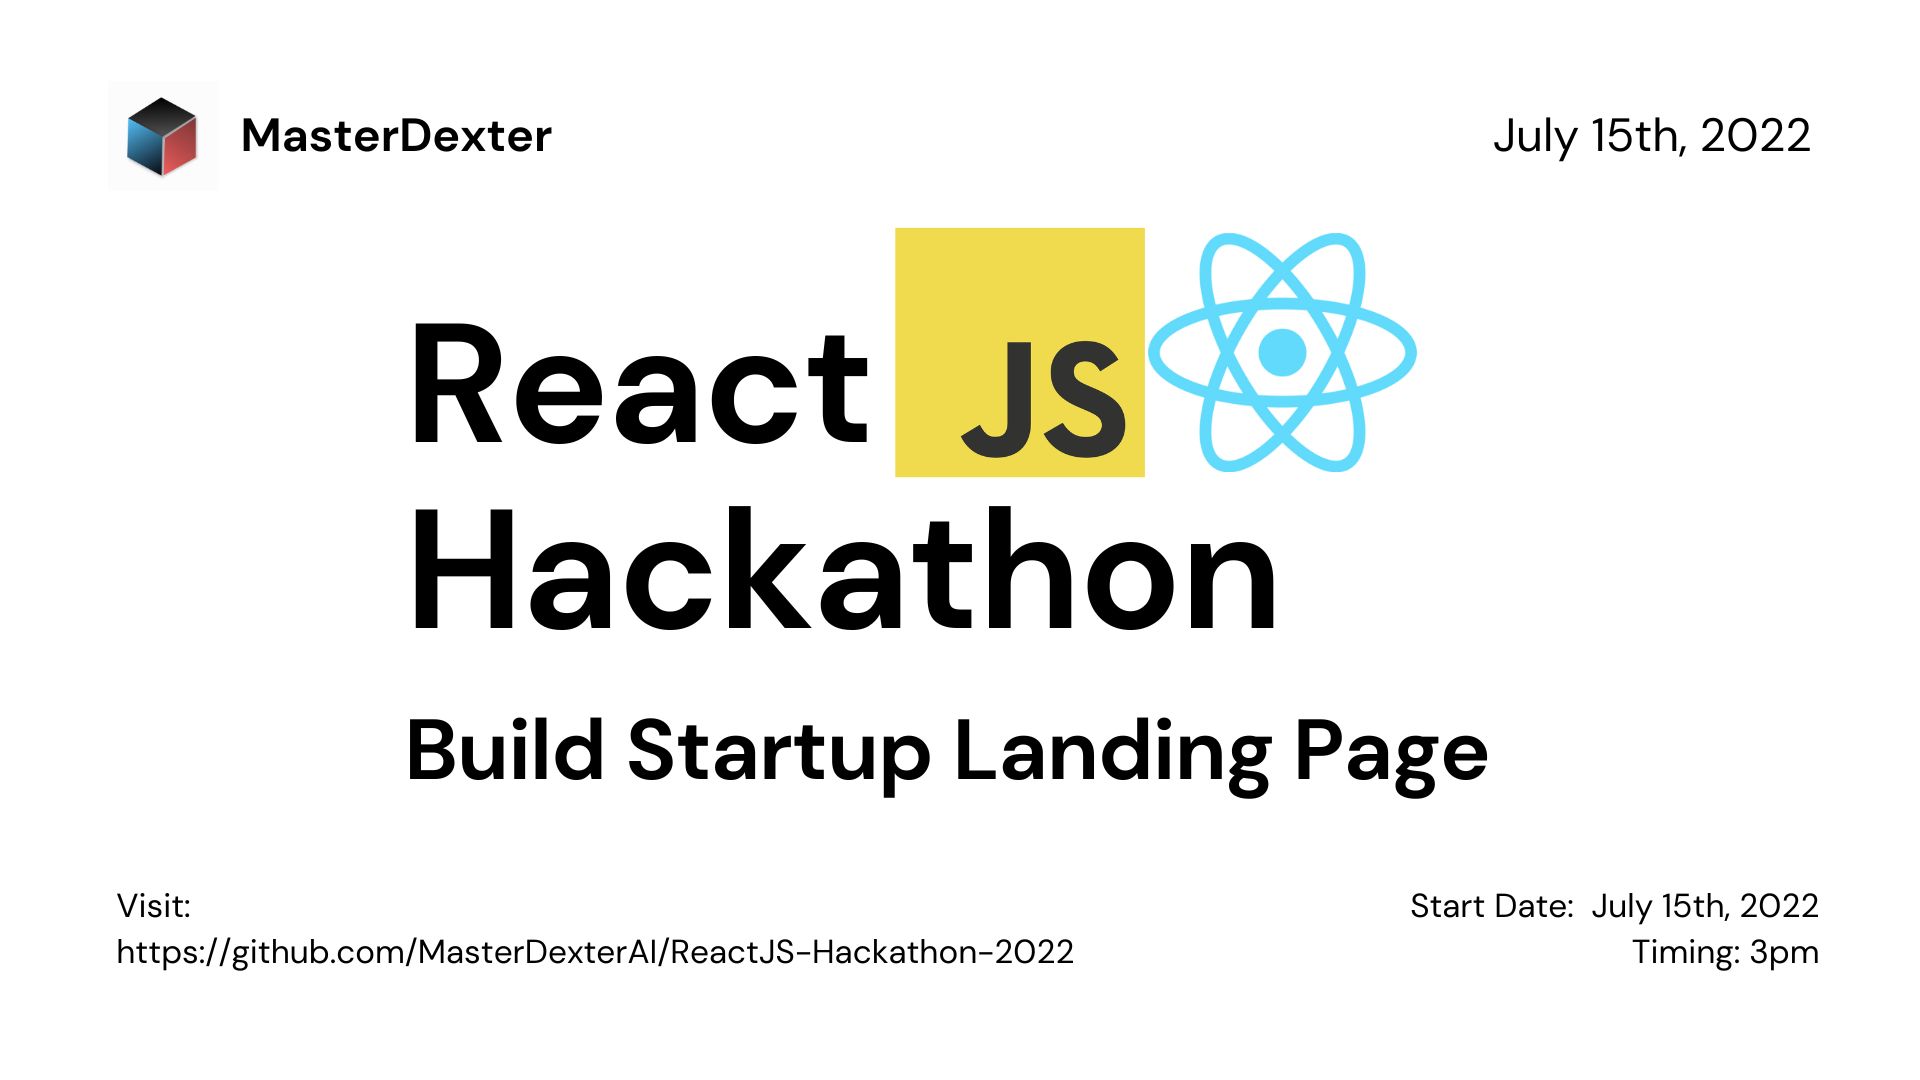 MasterDexter
July 15th, 2022
React JS
Hackathon
Build Startup Landing Page
Visit:
https://github.com/MasterDexterAI/ReactJS-Hackathon-2022
Start Date: July 15th, 2022
Timing: 3pm